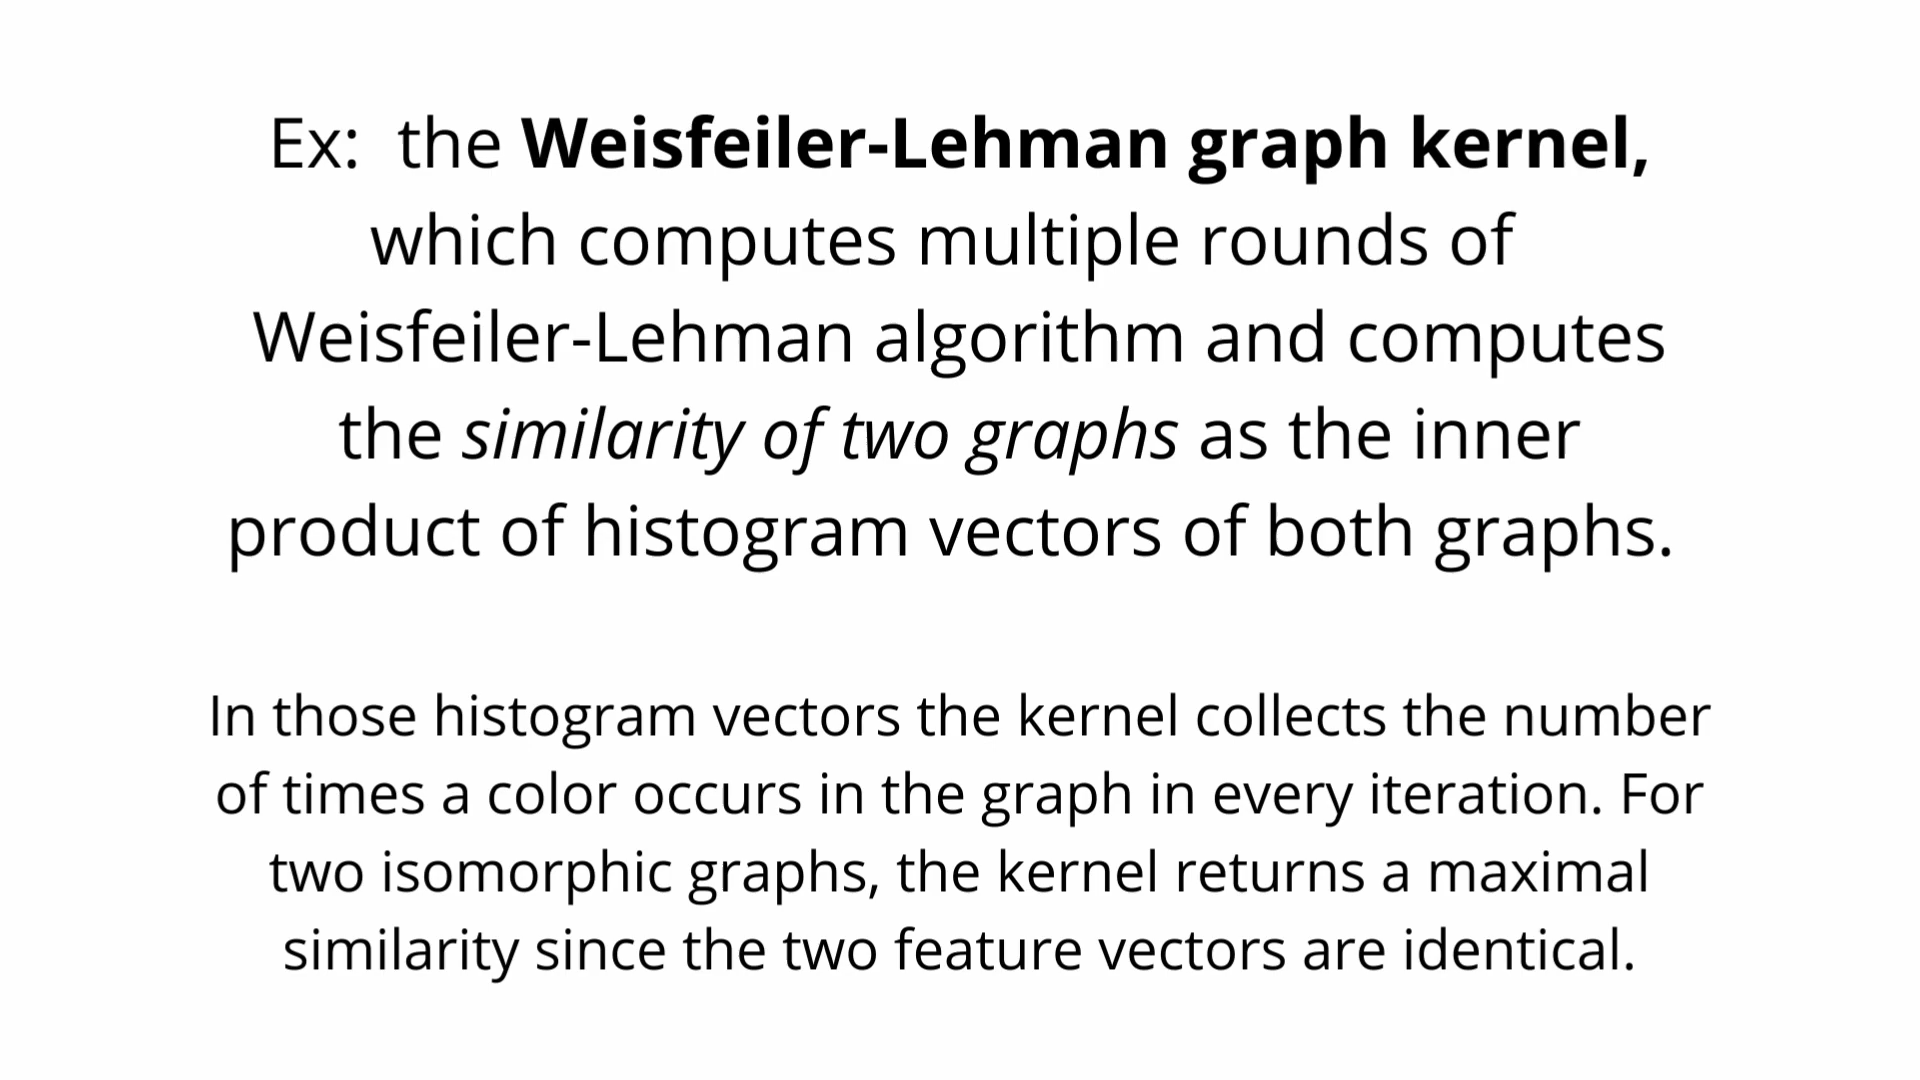 Ex:  the Weisfeiler-Lehman graph kernel,
which computes multiple rounds of
Weisfeiler-Lehman algorithm and computes
the similarity of two graphs as the inner
product of histogram vectors of both graphs.
In those histogram vectors the kernel collects the number
of times a color occurs in the graph in every iteration. For
two isomorphic graphs, the kernel returns a maximal
similarity since the two feature vectors are identical.